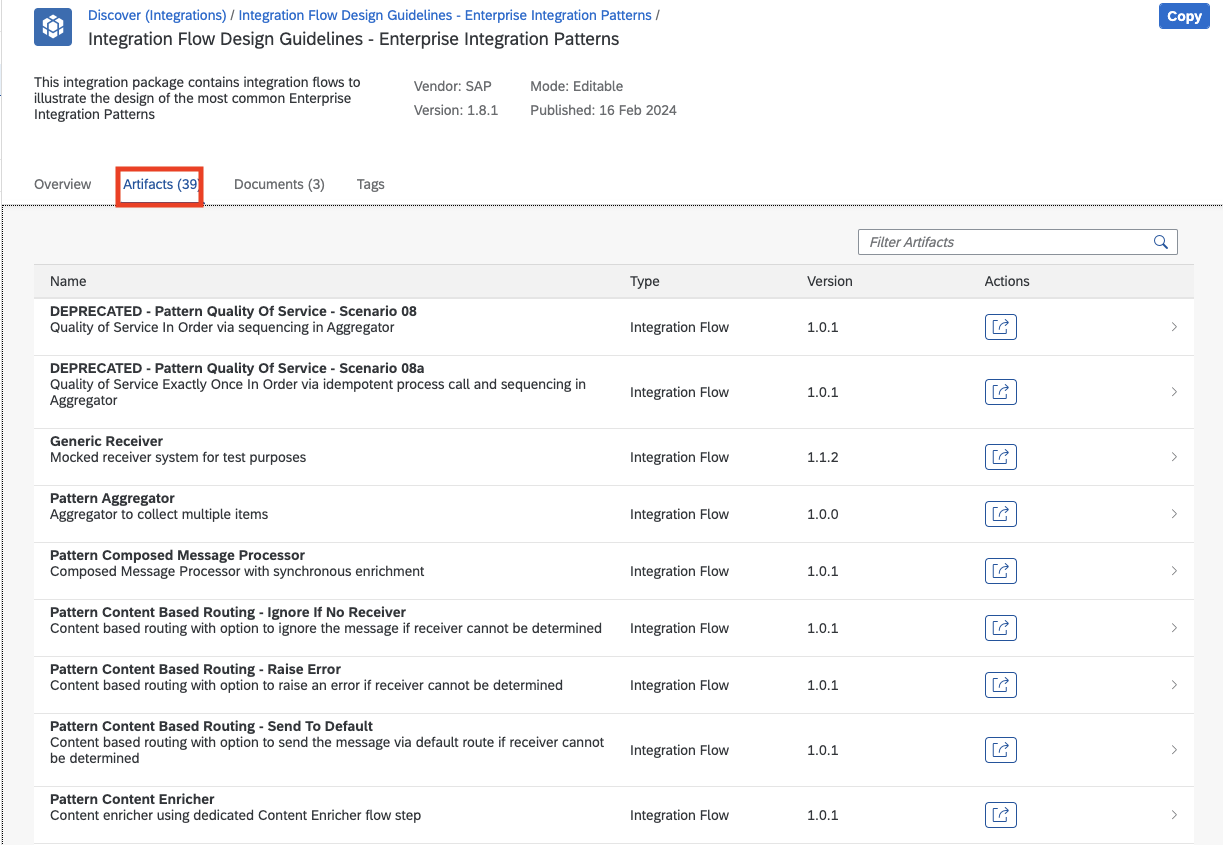 Discover (Integrations) / Integration Flow Design Guidelines - Enterprise Integration Patterns /
Copy
Integration Flow Design Guidelines - Enterprise Integration Patterns
This integration package contains integration flows to
illustrate the design of the most common Enterprise
Integration Patterns
Vendor: SAP
Mode: Editable
Version: 1.8.1
Published: 16 Feb 2024
Overview
Artifacts (39)
Documents (3)
Tags
Filter Artifacts
Name Type Version Actions
DEPRECATED - Pattern Quality Of Service - Scenario 08
Quality of Service In Order via sequencing in Aggregator
Integration Flow
1.0.1
DEPRECATED - Pattern Quality Of Service - Scenario 08a
Quality of Service Exactly Once In Order via idempotent process call and sequencing in
Aggregator
Integration Flow
1.0.1
Generic Receiver
Mocked receiver system for test purposes
Integration Flow
1.1.2
Pattern Aggregator
Aggregator to collect multiple items
Integration Flow
1.0.0
Pattern Composed Message Processor
Composed Message Processor with synchronous enrichment
Integration Flow
1.0.1
Pattern Content Based Routing - Ignore If No Receiver
Content based routing with option to ignore the message if receiver cannot be determined
Integration Flow
1.0.1
Pattern Content Based Routing - Raise Error
Content based routing with option to raise an error if receiver cannot be determined
Integration Flow
1.0.1
Pattern Content Based Routing - Send To Default
Content based routing with option to send the message via default route if receiver cannot
be determined
Integration Flow
1.0.1
Pattern Content Enricher
Content enricher using dedicated Content Enricher flow step
Integration Flow
1.0.1